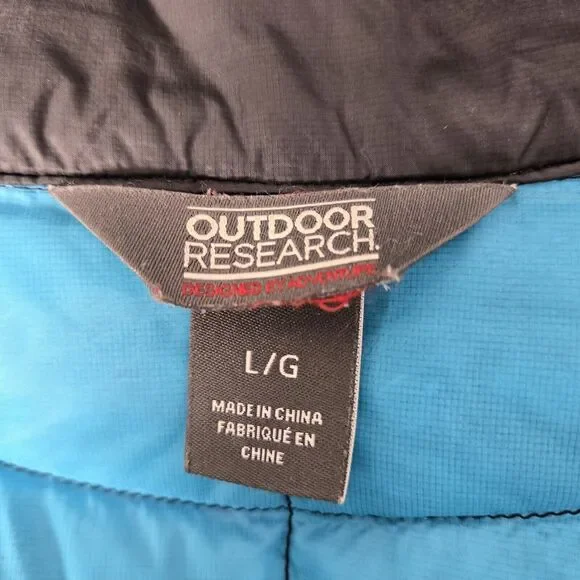 OUTDOOR
RESEARCH.
DESIGNED BY ADVENTURE
L/G
MADE IN CHINA
FABRIQUÉ EN
CHINE